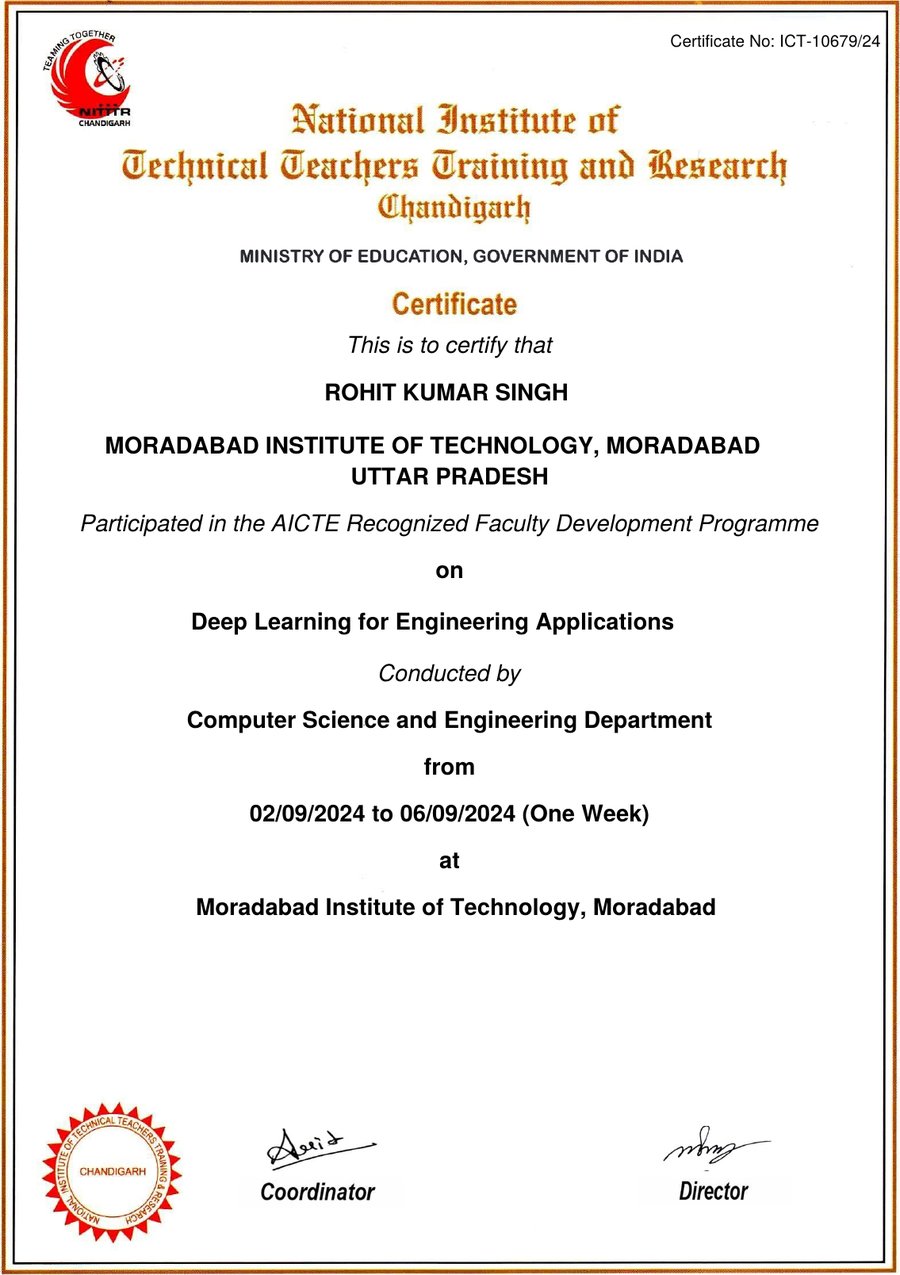 TEAMING TOGETHER
NITTTR
CHANDIGARH
Certificate No: ICT-10679/24
National Institute of
Technical Teachers Training and Research
Chandigarh
MINISTRY OF EDUCATION, GOVERNMENT OF INDIA
Certificate
This is to certify that
ROHIT KUMAR SINGH
MORADABAD INSTITUTE OF TECHNOLOGY, MORADABAD
UTTAR PRADESH
Participated in the AICTE Recognized Faculty Development Programme
on
Deep Learning for Engineering Applications
Conducted by
Computer Science and Engineering Department
from
02/09/2024 to 06/09/2024 (One Week)
at
Moradabad Institute of Technology, Moradabad
NATIONAL INSTITUTE OF TECHNICAL TEACHERS TRAINING & RESEARCH
CHANDIGARH
CHANDIGARH
Coordinator
Director